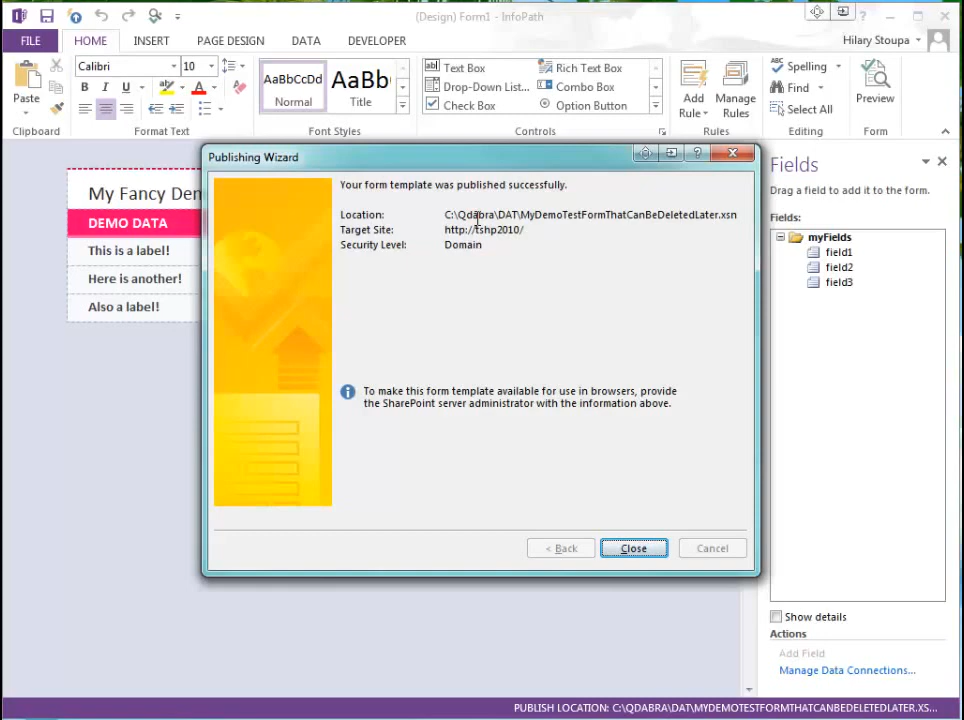 (Design) Form1 - InfoPath
FILE
HOME
INSERT
PAGE DESIGN
DATA
DEVELOPER
Hilary Stoupa
Paste
Clipboard
Calibri
10
B I U A
Format Text
AaBbCcDd
Normal
AaBb
Title
Font Styles
Text Box
Rich Text Box
Drop-Down List...
Combo Box
Check Box
Option Button
Controls
Add
Rule
Manage
Rules
Rules
Spelling
Find
Select All
Editing
Preview
Form
My Fancy Den
DEMO DATA
This is a label!
Here is another!
Also a label!
Publishing Wizard
Your form template was published successfully.
Location: C:\Qdabra\DAT\MyDemoTestFormThatCanBeDeletedLater.xsn
Target Site: http://tshp2010/
Security Level: Domain
To make this form template available for use in browsers, provide
the SharePoint server administrator with the information above.
< Back
Close
Cancel
Fields
Drag a field to add it to the form.
Fields:
myFields
field1
field2
field3
Show details
Actions
Add Field
Manage Data Connections...
PUBLISH LOCATION: C:\QDABRA\DAT\MYDEMOTESTFORMTHATCANBEDELETEDLATER.XS...